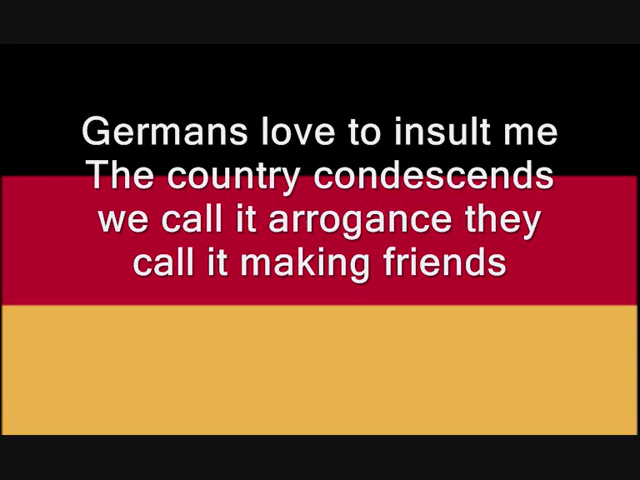 Germans love to insult me
The country condescends
we call it arrogance they
call it making friends